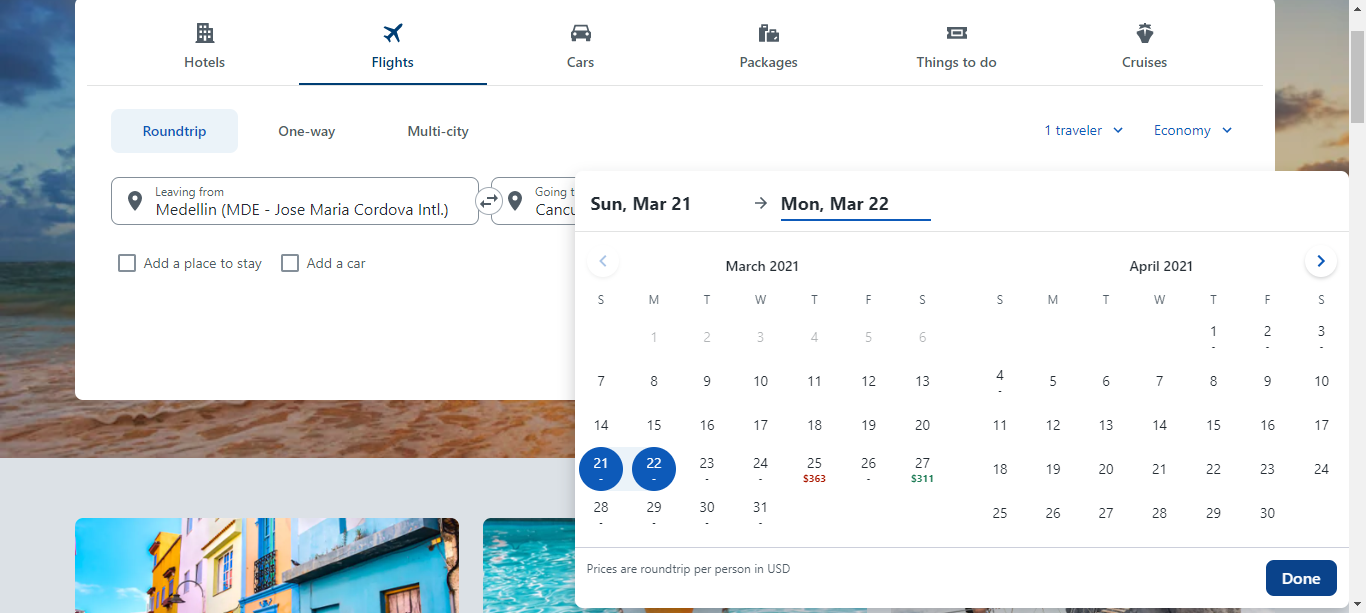 Hotels
Flights
Cars
Packages
Things to do
Cruises
Roundtrip
One-way
Multi-city
1 traveler
Economy
Leaving from
Medellin (MDE - Jose Maria Cordova Intl.)
Going t
Cancu
Add a place to stay
Add a car
Sun, Mar 21
Mon, Mar 22
March 2021
S M T W T F S
1 2 3 4 5 6
7 8 9 10 11 12 13
14 15 16 17 18 19 20
21 22 23 24 25 26 27
- - - - $363 - $311
28 29 30 31
- - - -
April 2021
S M T W T F S
1 2 3
- - -
4 5 6 7 8 9 10
-
11 12 13 14 15 16 17
18 19 20 21 22 23 24
25 26 27 28 29 30
Prices are roundtrip per person in USD
Done